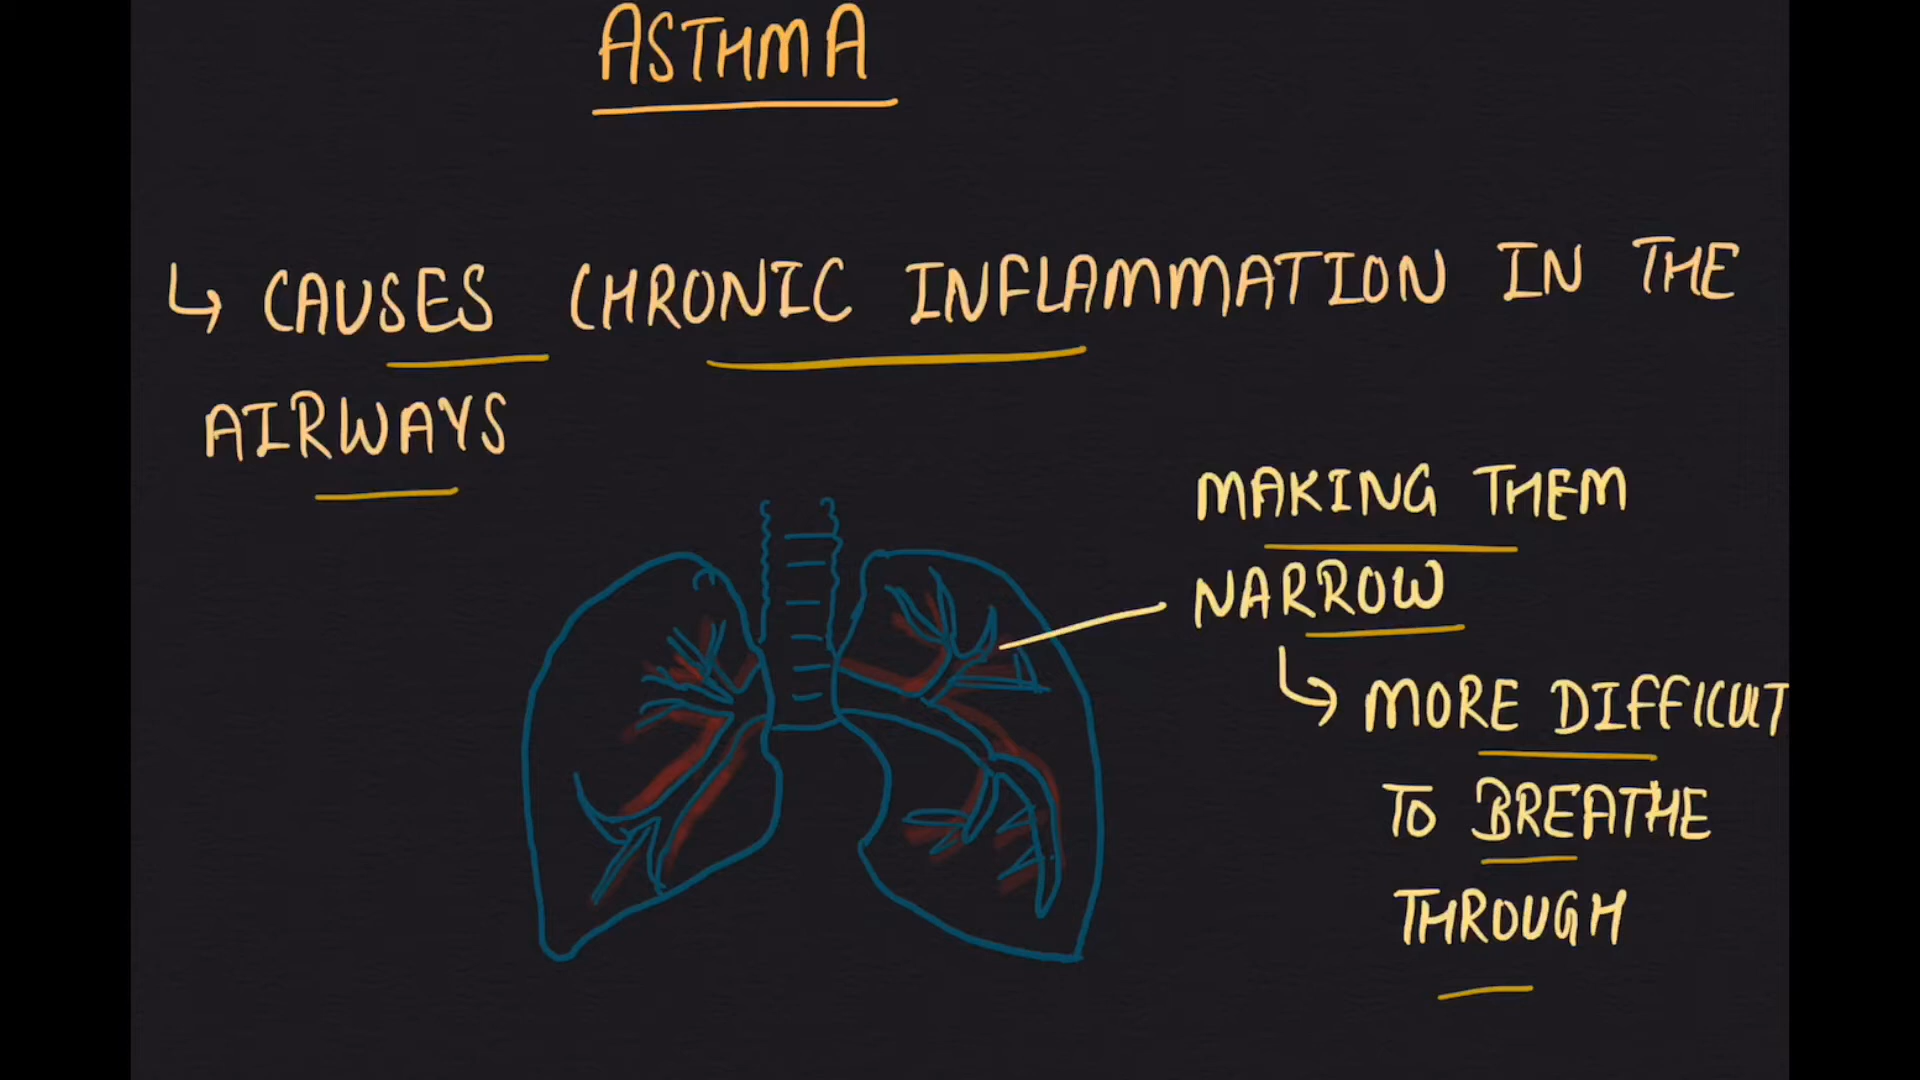 ASTHMA
↳ CAUSES CHRONIC INFLAMMATION IN THE
AIRWAYS
MAKING THEM
NARROW
↳ MORE DIFFICULT
TO BREATHE
THROUGH